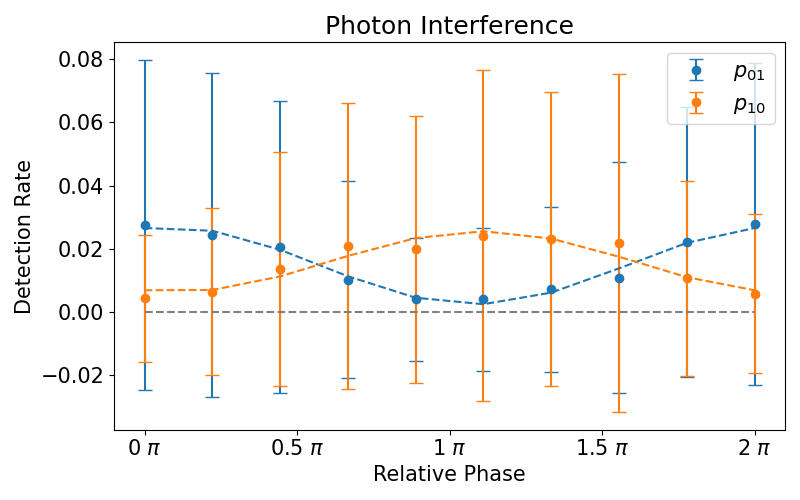 Photon Interference
Detection Rate
0.08
0.06
0.04
0.02
0.00
−0.02
p01
p10
0 π
0.5 π
1 π
1.5 π
2 π
Relative Phase